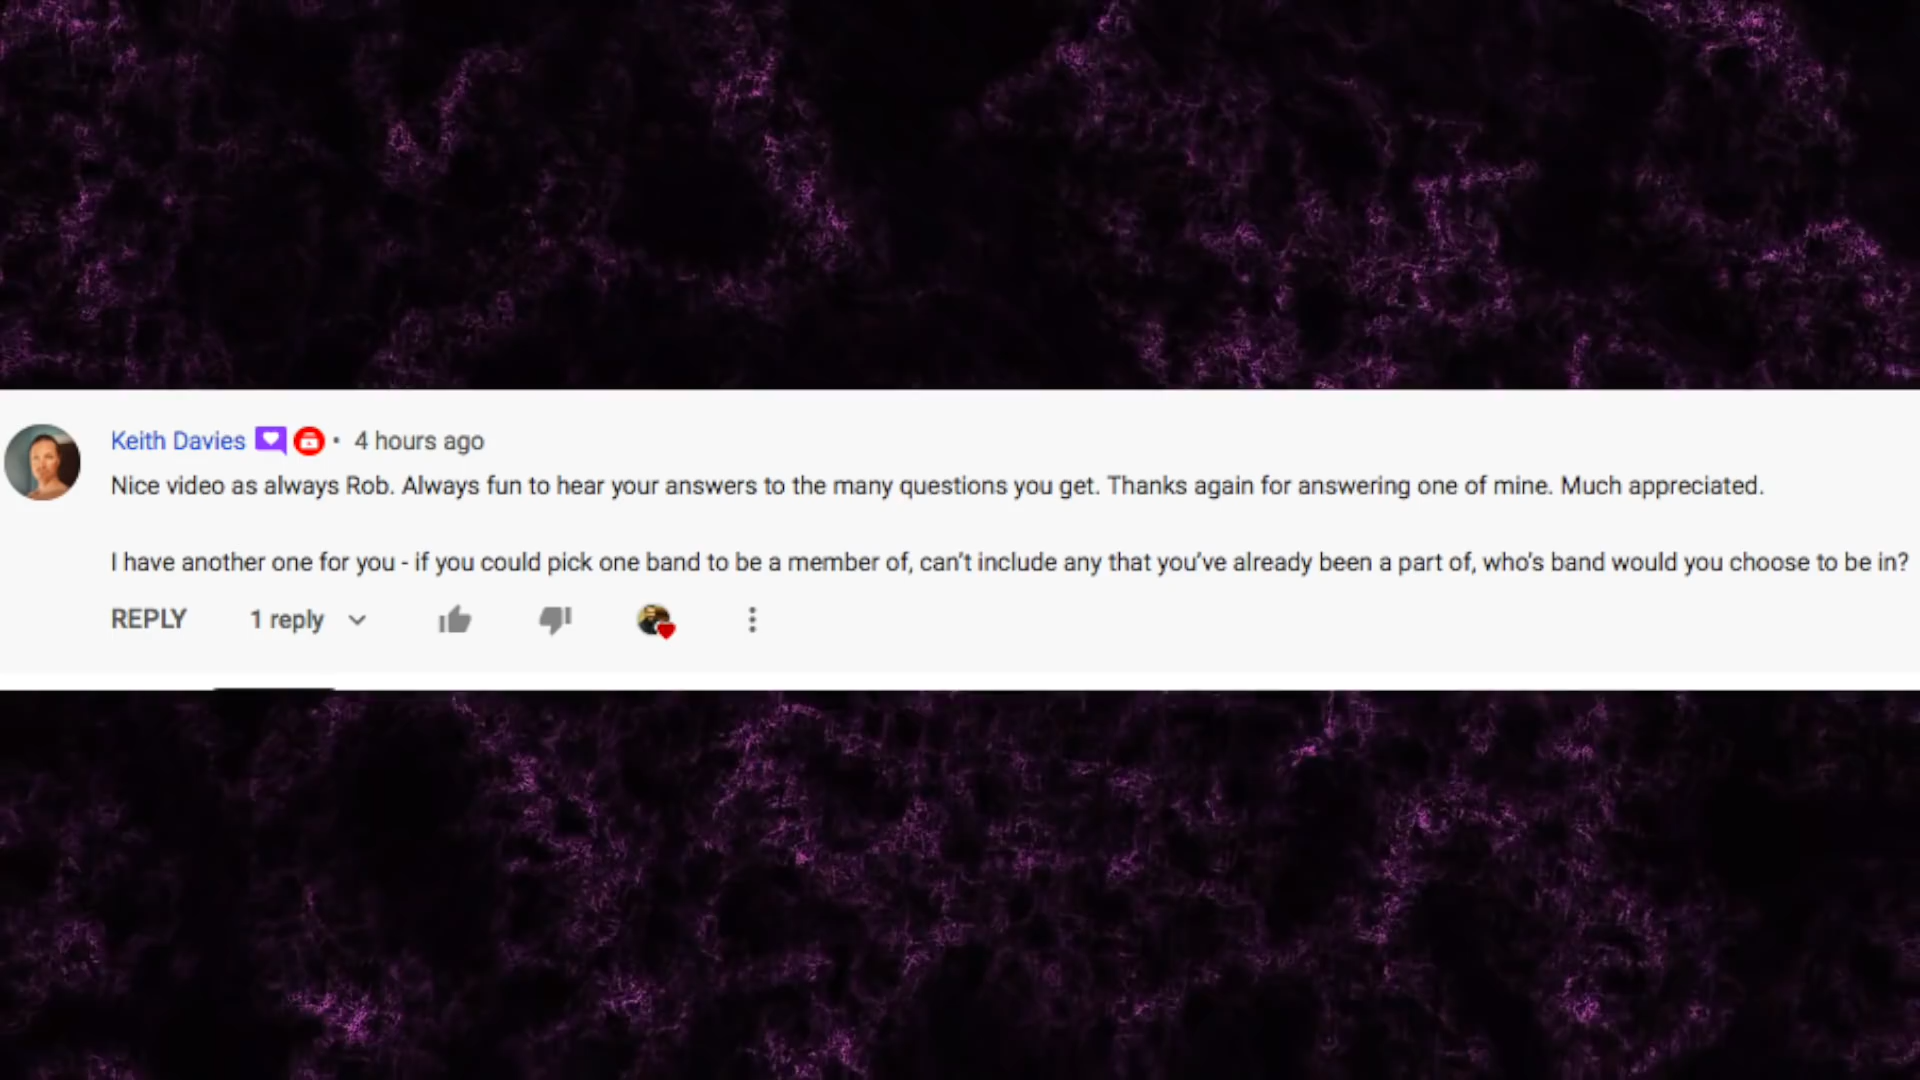 Keith Davies • 4 hours ago
Nice video as always Rob. Always fun to hear your answers to the many questions you get. Thanks again for answering one of mine. Much appreciated.
I have another one for you - if you could pick one band to be a member of, can't include any that you've already been a part of, who's band would you choose to be in?
REPLY 1 reply